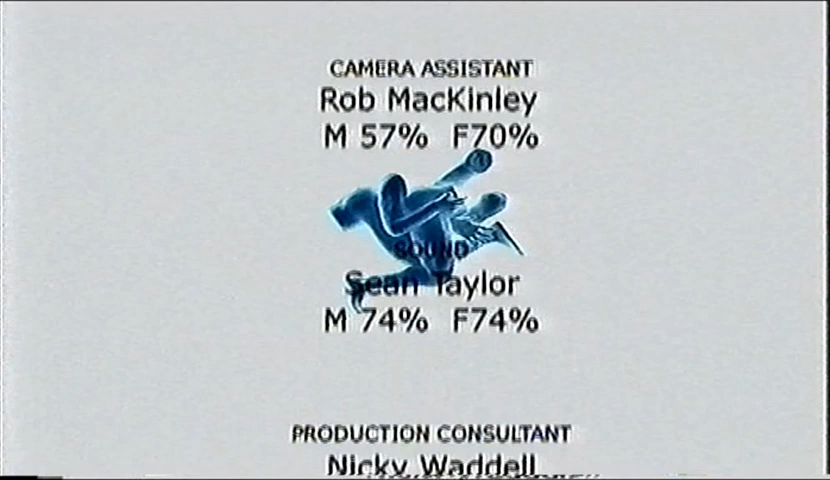 CAMERA ASSISTANT
Rob MacKinley
M 57% F70%
SOUND
Sean Taylor
M 74% F74%
PRODUCTION CONSULTANT
Nicky Waddell